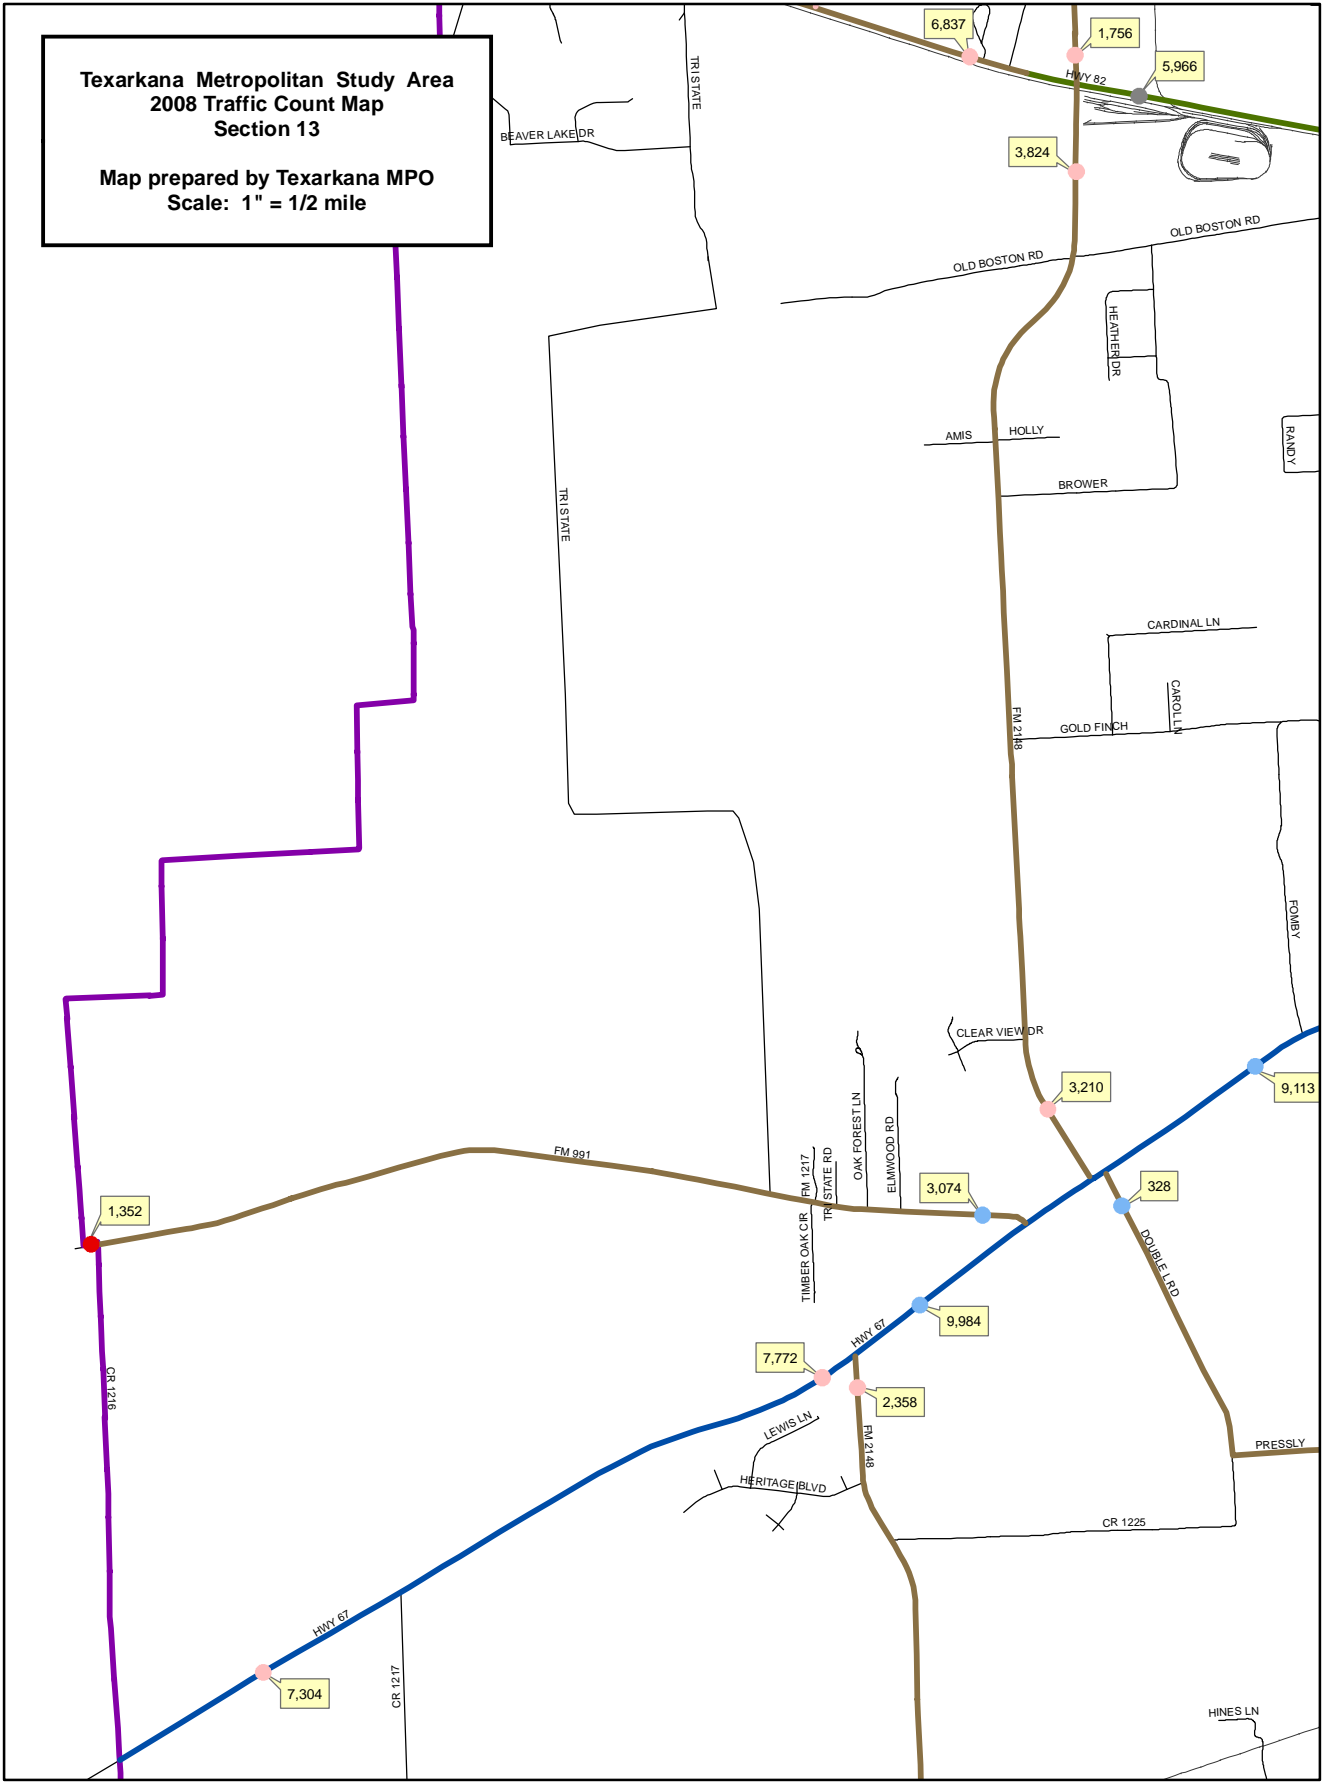 Texarkana Metropolitan Study Area
2008 Traffic Count Map
Section 13
Map prepared by Texarkana MPO
Scale: 1" = 1/2 mile
6,837
1,756
5,966
HWY 82
TRI STATE
BEAVER LAKE DR
3,824
OLD BOSTON RD
OLD BOSTON RD
HEATHER DR
AMIS
HOLLY
RANDY
BROWER
TRI STATE
CARDINAL LN
CAROL LN
FM 2148
GOLD FINCH
FOMBY
CLEAR VIEW DR
9,113
3,210
OAK FOREST LN
ELMWOOD RD
FM 991
FM 1217
TRI STATE RD
3,074
328
1,352
TIMBER OAK CIR
DOUBLE L RD
9,984
HWY 67
7,772
CR 1216
2,358
LEWIS LN
FM 2148
PRESSLY
HERITAGE BLVD
CR 1225
HWY 67
CR 1217
7,304
HINES LN